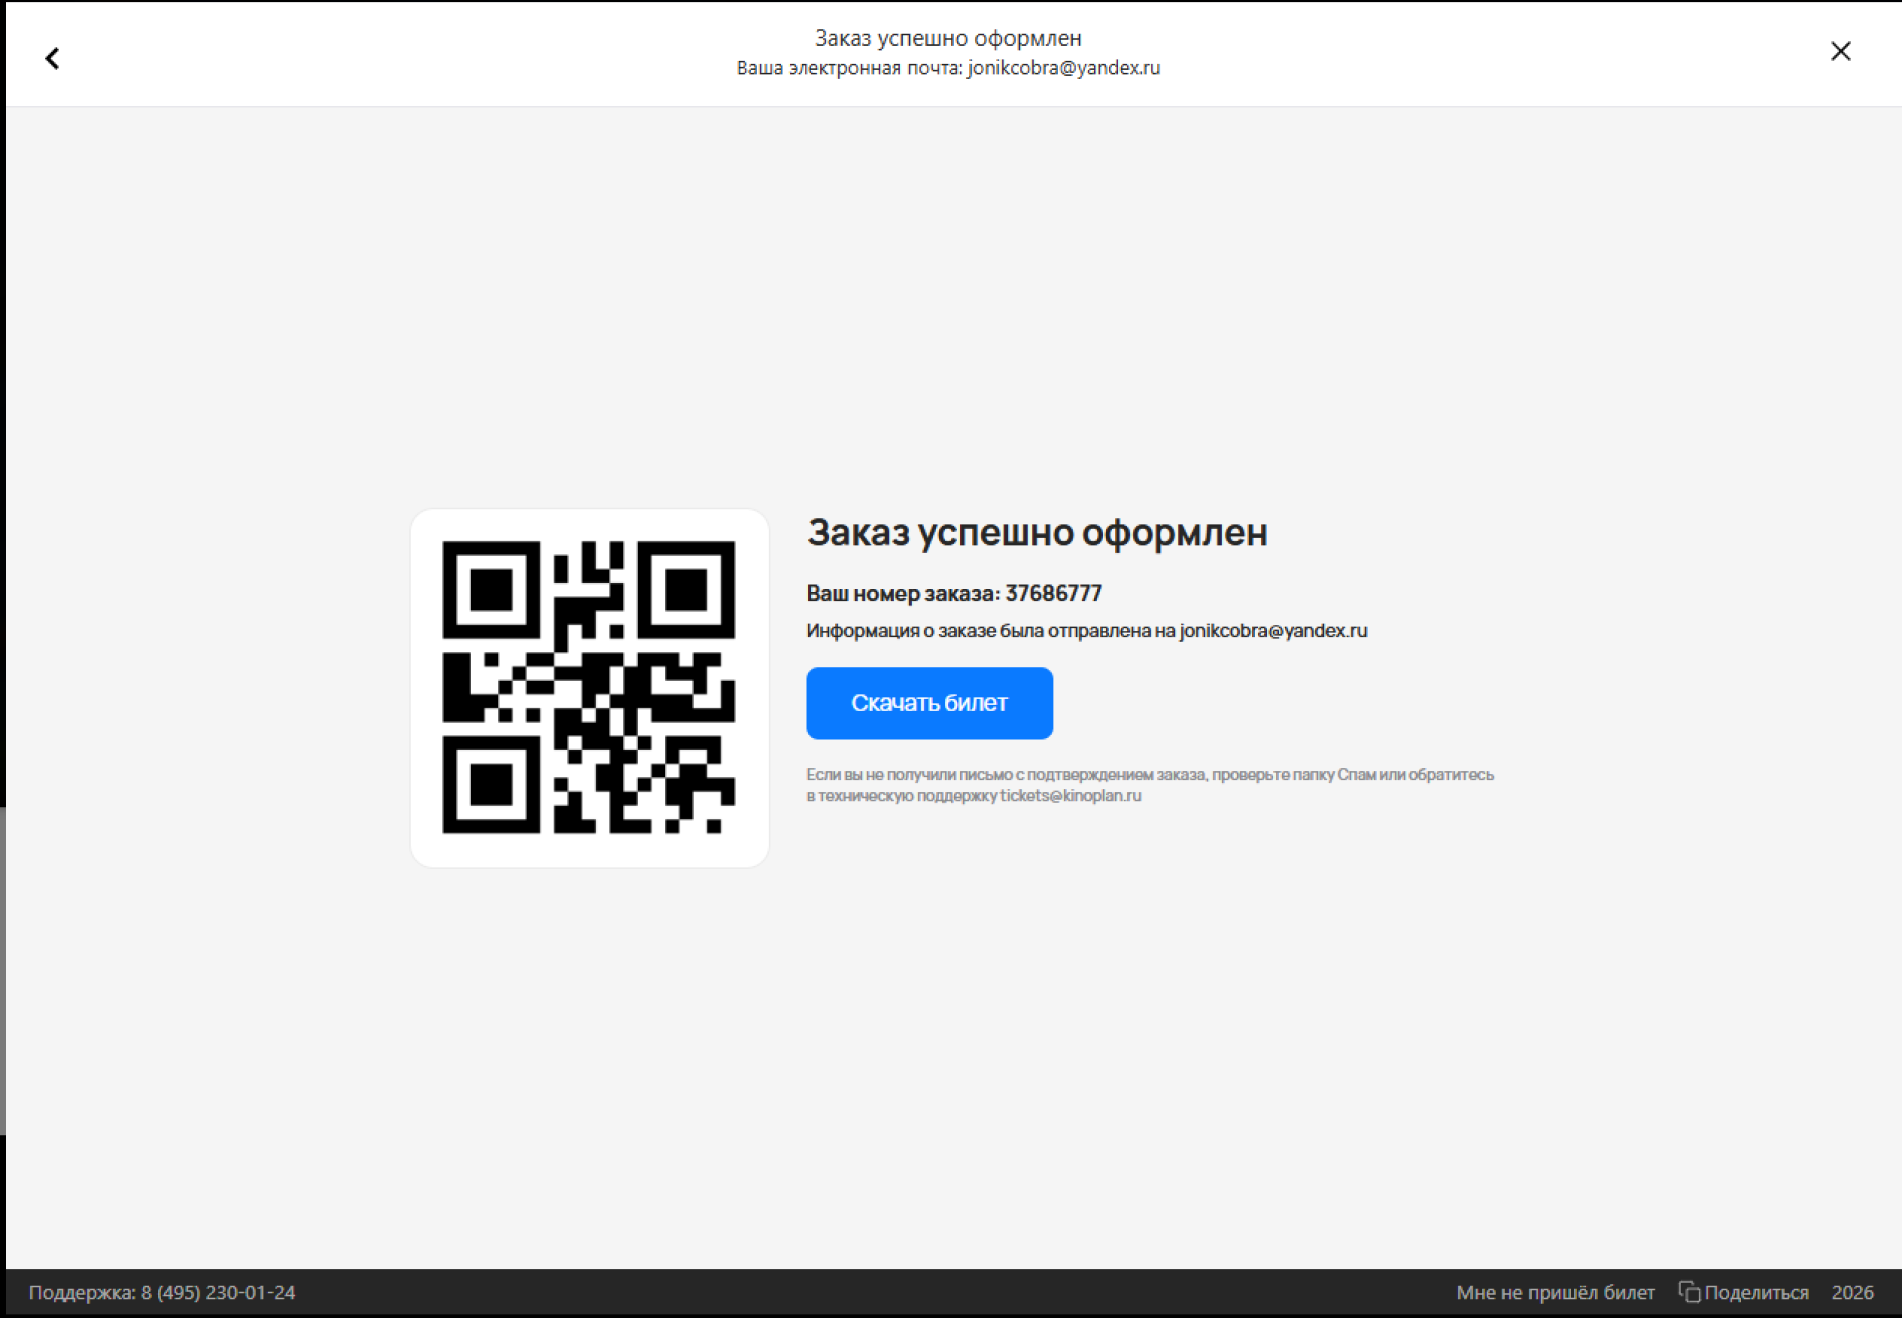 Заказ успешно оформлен
Ваша электронная почта: jonikcobra@yandex.ru
Заказ успешно оформлен
Ваш номер заказа: 37686777
Информация о заказе была отправлена на jonikcobra@yandex.ru
Скачать билет
Если вы не получили письмо с подтверждением заказа, проверьте папку Спам или обратитесь
в техническую поддержку tickets@kinoplan.ru
Поддержка: 8 (495) 230-01-24
Мне не пришёл билет Поделиться 2026